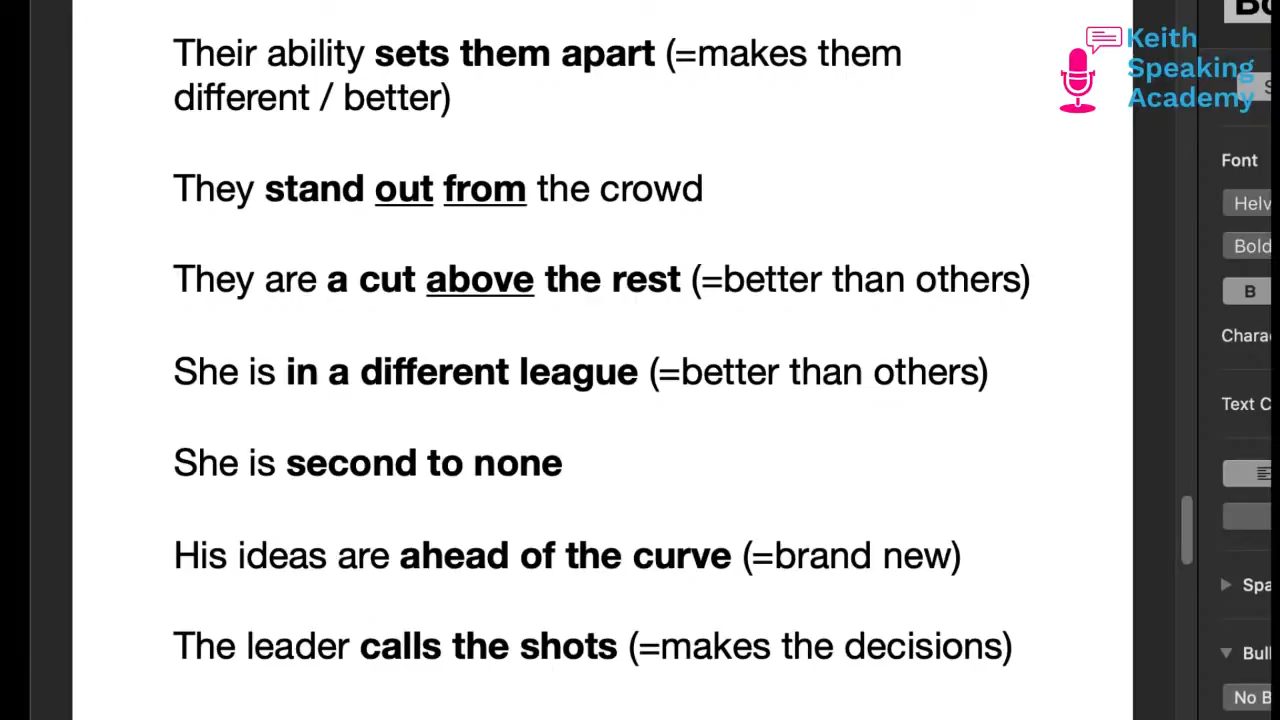 Their ability sets them apart (=makes them
different / better)
They stand out from the crowd
They are a cut above the rest (=better than others)
She is in a different league (=better than others)
She is second to none
His ideas are ahead of the curve (=brand new)
The leader calls the shots (=makes the decisions)
Keith
Speaking
Academy
Font
Bold
B
Text C
No B